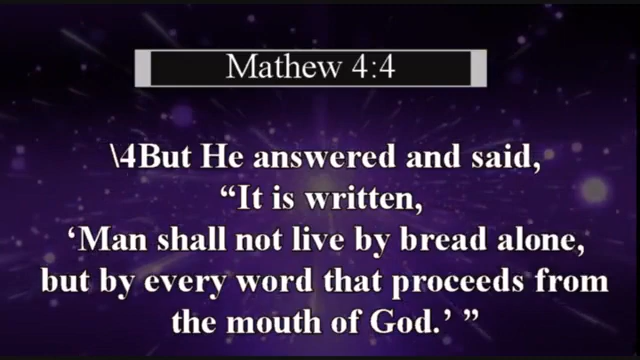 Mathew 4:4
\4But He answered and said,
“It is written,
‘Man shall not live by bread alone,
but by every word that proceeds from
the mouth of God.’ ”